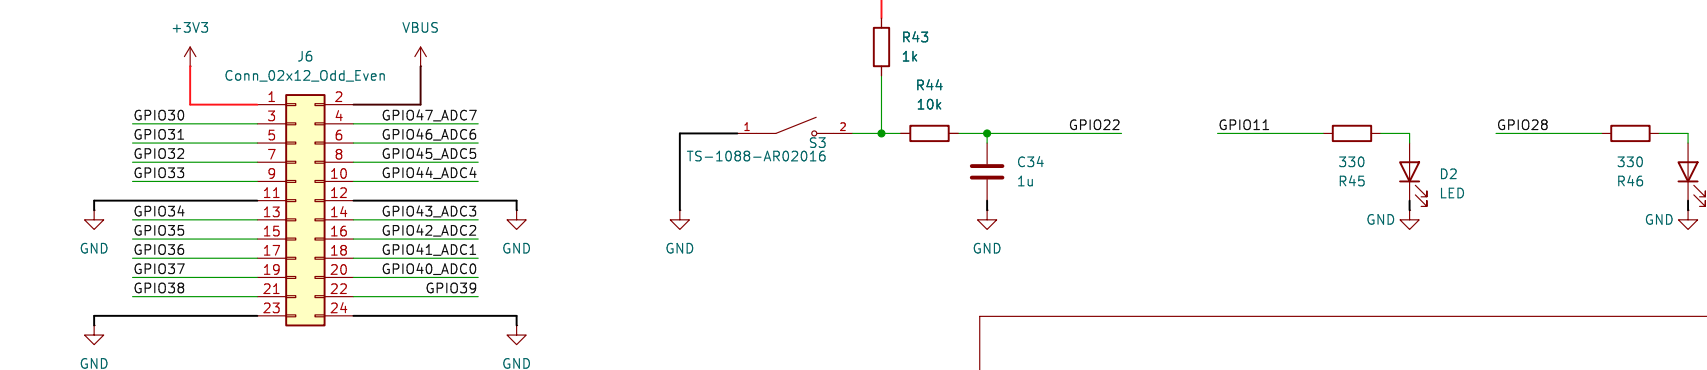 +3V3
VBUS
J6
Conn_02x12_Odd_Even
1 2
GPIO30 3 4 GPIO47_ADC7
GPIO31 5 6 GPIO46_ADC6
GPIO32 7 8 GPIO45_ADC5
GPIO33 9 10 GPIO44_ADC4
11 12
GPIO34 13 14 GPIO43_ADC3
GPIO35 15 16 GPIO42_ADC2
GPIO36 17 18 GPIO41_ADC1
GPIO37 19 20 GPIO40_ADC0
GPIO38 21 22 GPIO39
23 24
GND
GND
GND
GND
R43
1k
R44
10k
1 2
S3
TS-1088-AR02016
GPIO22
C34
1u
GND
GND
GPIO11
330
R45
D2
LED
GND
GPIO28
330
R46
GND